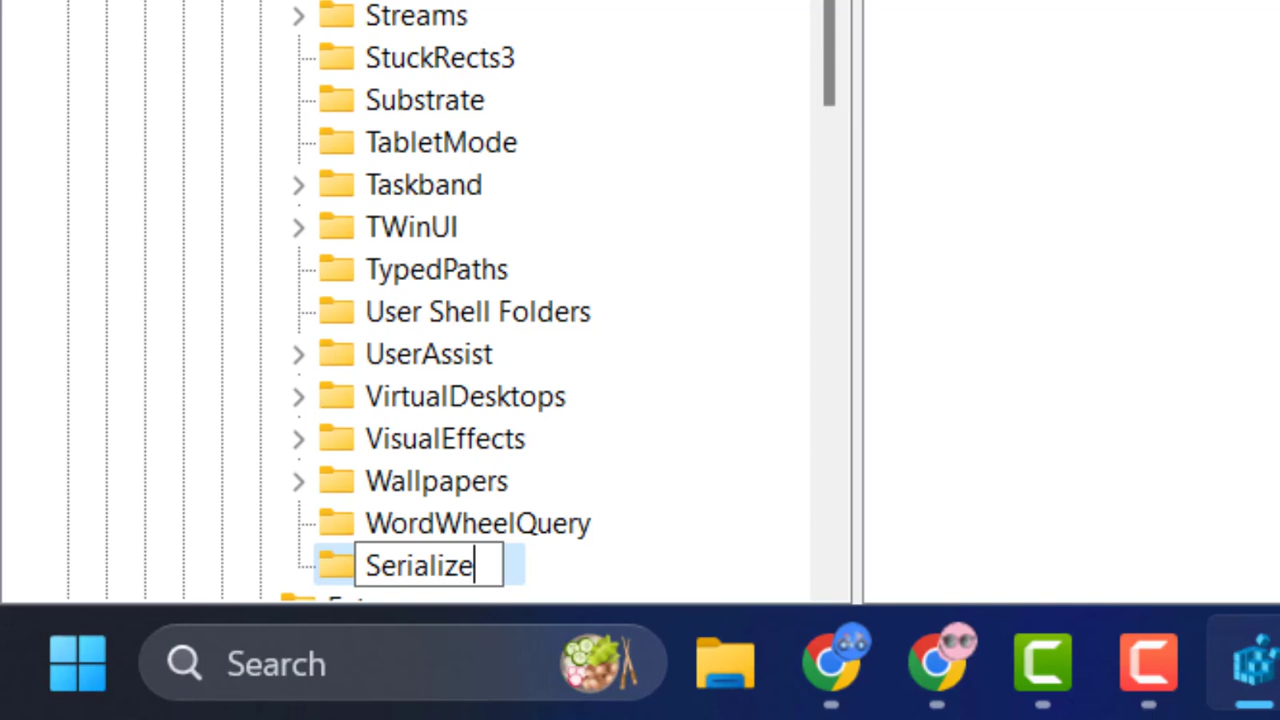 Streams
StuckRects3
Substrate
TabletMode
Taskband
TWinUI
TypedPaths
User Shell Folders
UserAssist
VirtualDesktops
VisualEffects
Wallpapers
WordWheelQuery
Serialize
Search